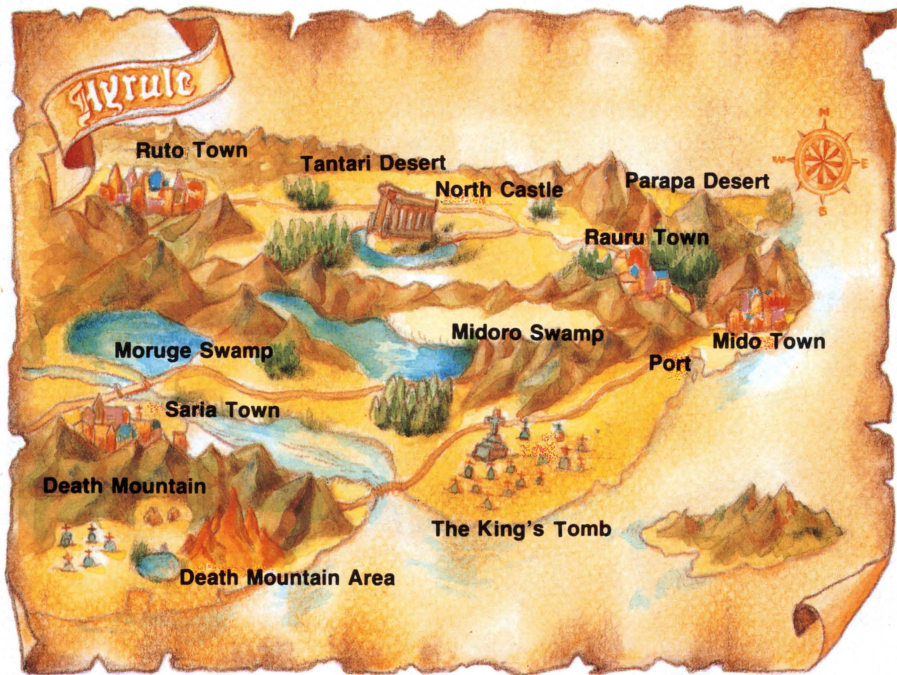 Hyrule
N
W E
S
Ruto Town
Tantari Desert
North Castle
Parapa Desert
Rauru Town
Midoro Swamp
Mido Town
Moruge Swamp
Port
Saria Town
Death Mountain
The King's Tomb
Death Mountain Area